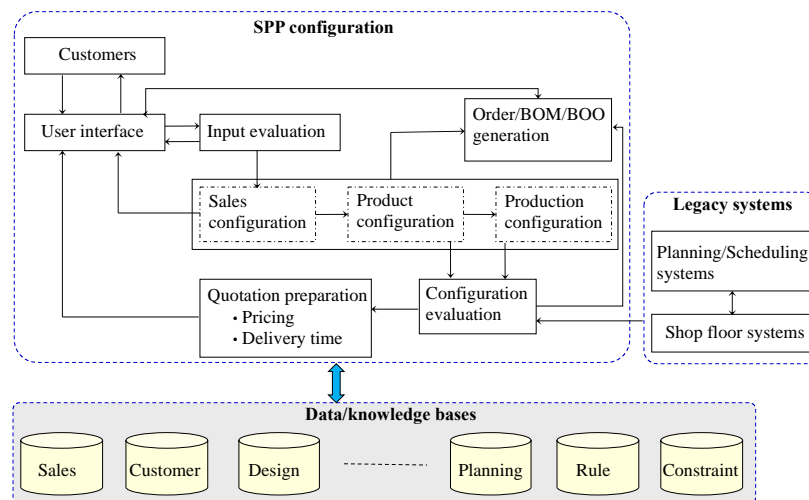 SPP configuration
Customers
User interface
Input evaluation
Order/BOM/BOO
generation
Sales
configuration
Product
configuration
Production
configuration
Quotation preparation
• Pricing
• Delivery time
Configuration
evaluation
Legacy systems
Planning/Scheduling
systems
Shop floor systems
Data/knowledge bases
Sales
Customer
Design
Planning
Rule
Constraint